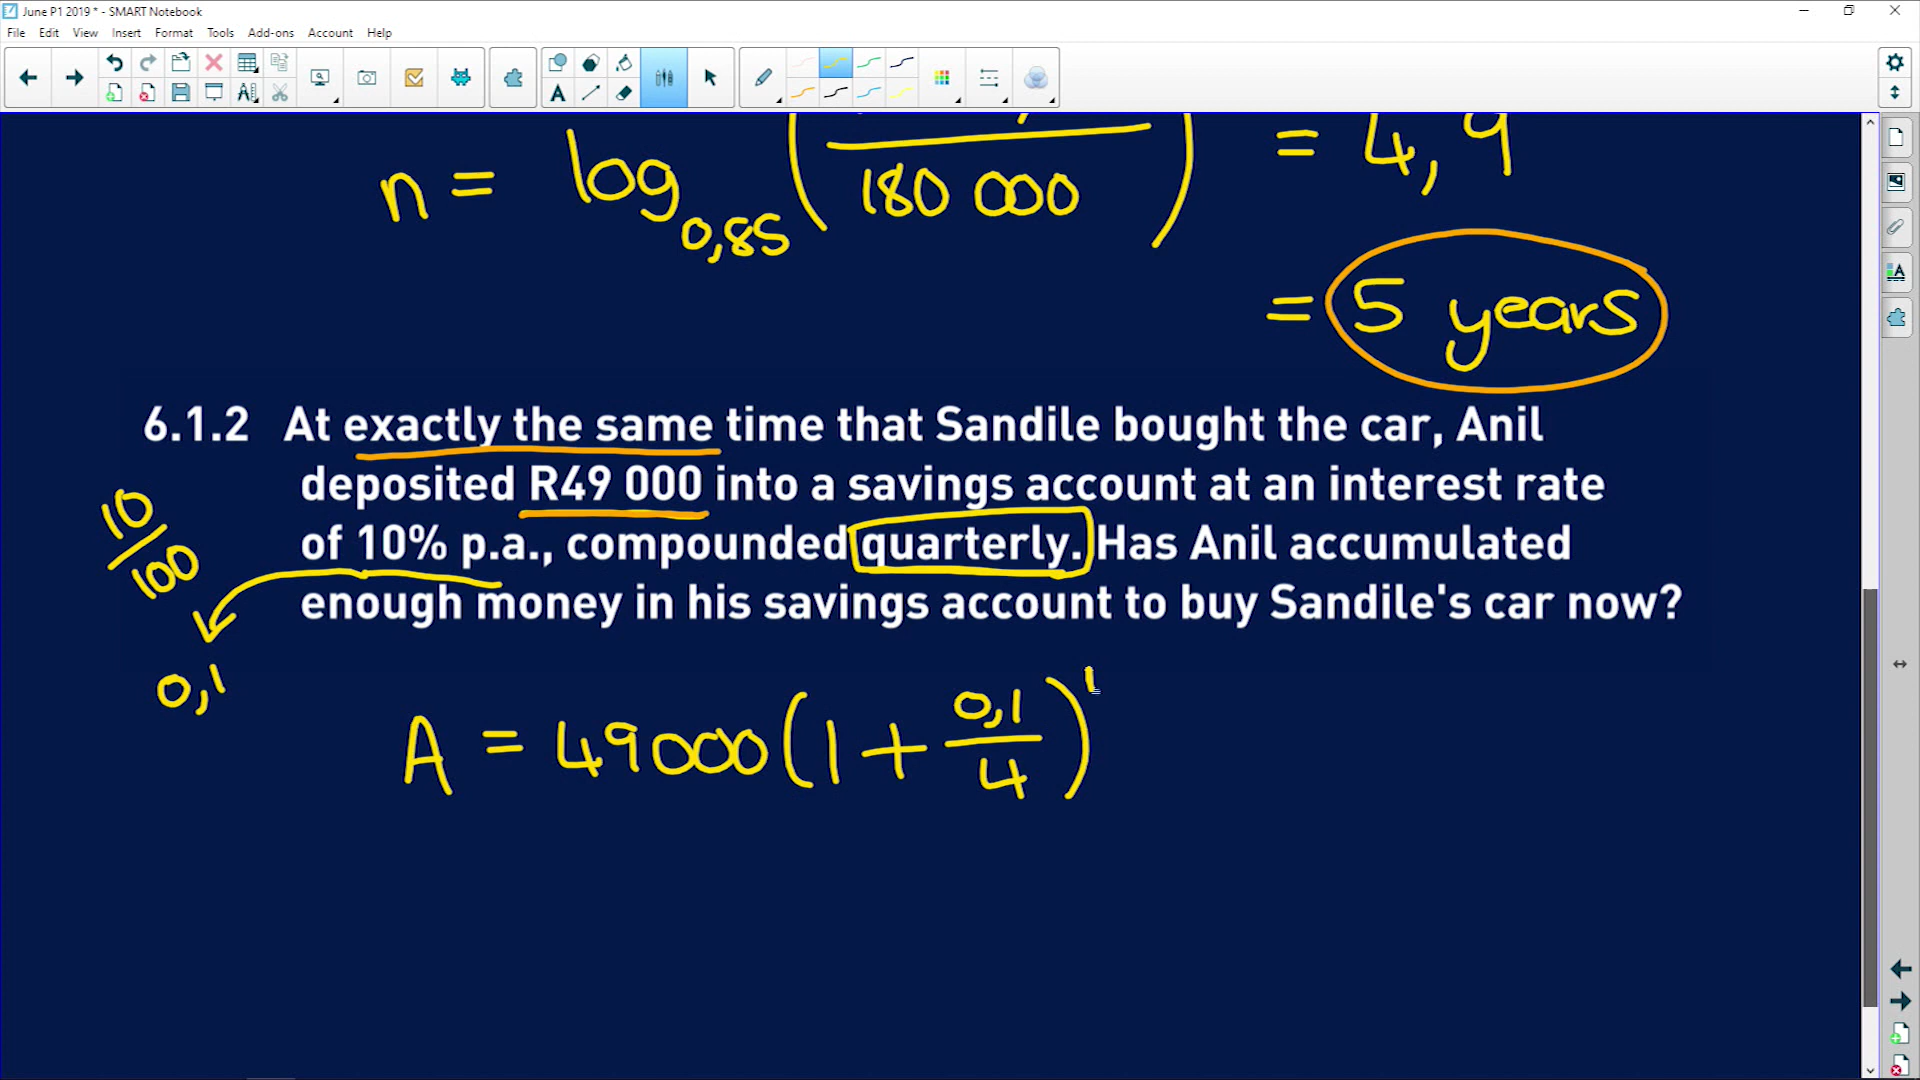 June P1 2019 * - SMART Notebook
File Edit View Insert Format Tools Add-ons Account Help
n = log 0,85 ( 180 000 ) = 4,9
= 5 years
6.1.2 At exactly the same time that Sandile bought the car, Anil
deposited R49 000 into a savings account at an interest rate
of 10% p.a., compounded quarterly. Has Anil accumulated
enough money in his savings account to buy Sandile's car now?
10/100
0,1
A = 49000(1 + 0,1/4)